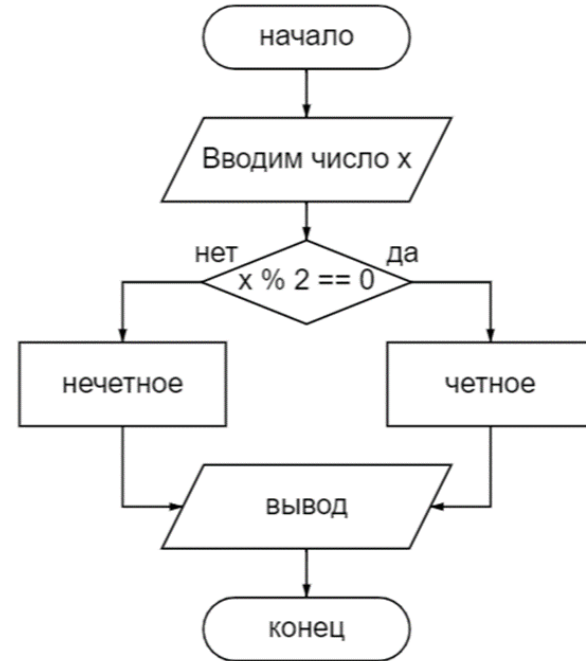 начало
Вводим число x
нет
да
x % 2 == 0
нечетное
четное
вывод
конец